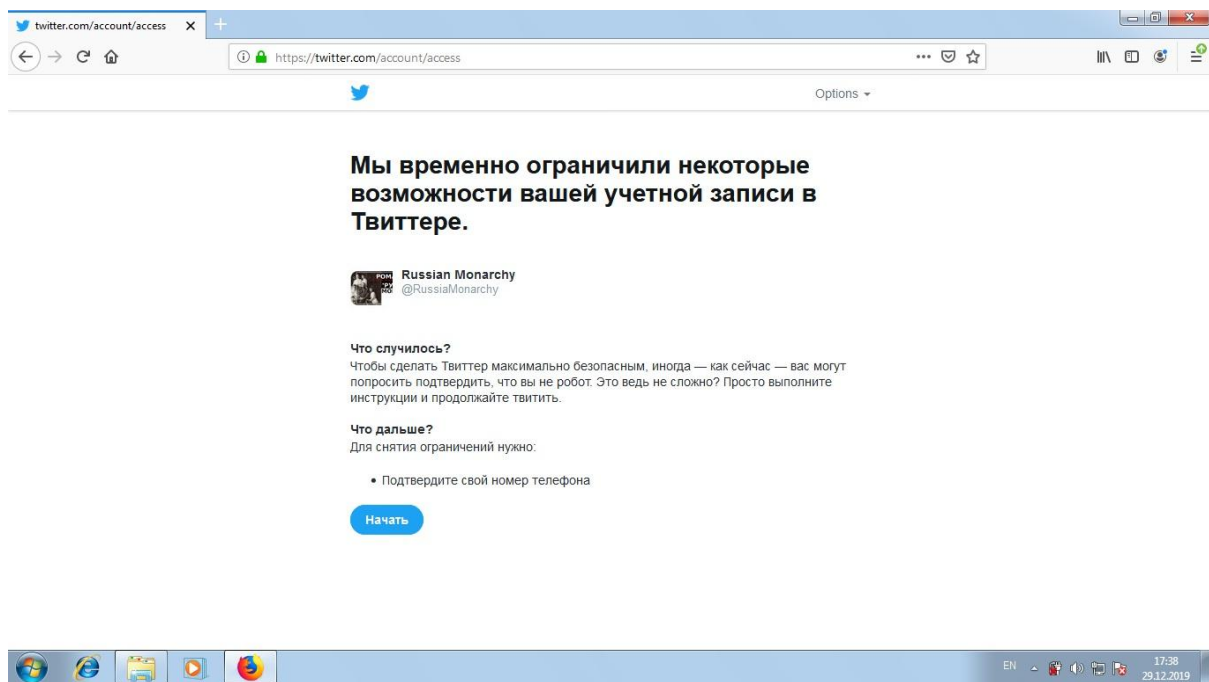 twitter.com/account/access
https://twitter.com/account/access
Options
Мы временно ограничили некоторые
возможности вашей учетной записи в
Твиттере.
Russian Monarchy
@RussiaMonarchy
Что случилось?
Чтобы сделать Твиттер максимально безопасным, иногда — как сейчас — вас могут
попросить подтвердить, что вы не робот. Это ведь не сложно? Просто выполните
инструкции и продолжайте твитить.
Что дальше?
Для снятия ограничений нужно:
• Подтвердите свой номер телефона
Начать
EN
17:38
29.12.2019